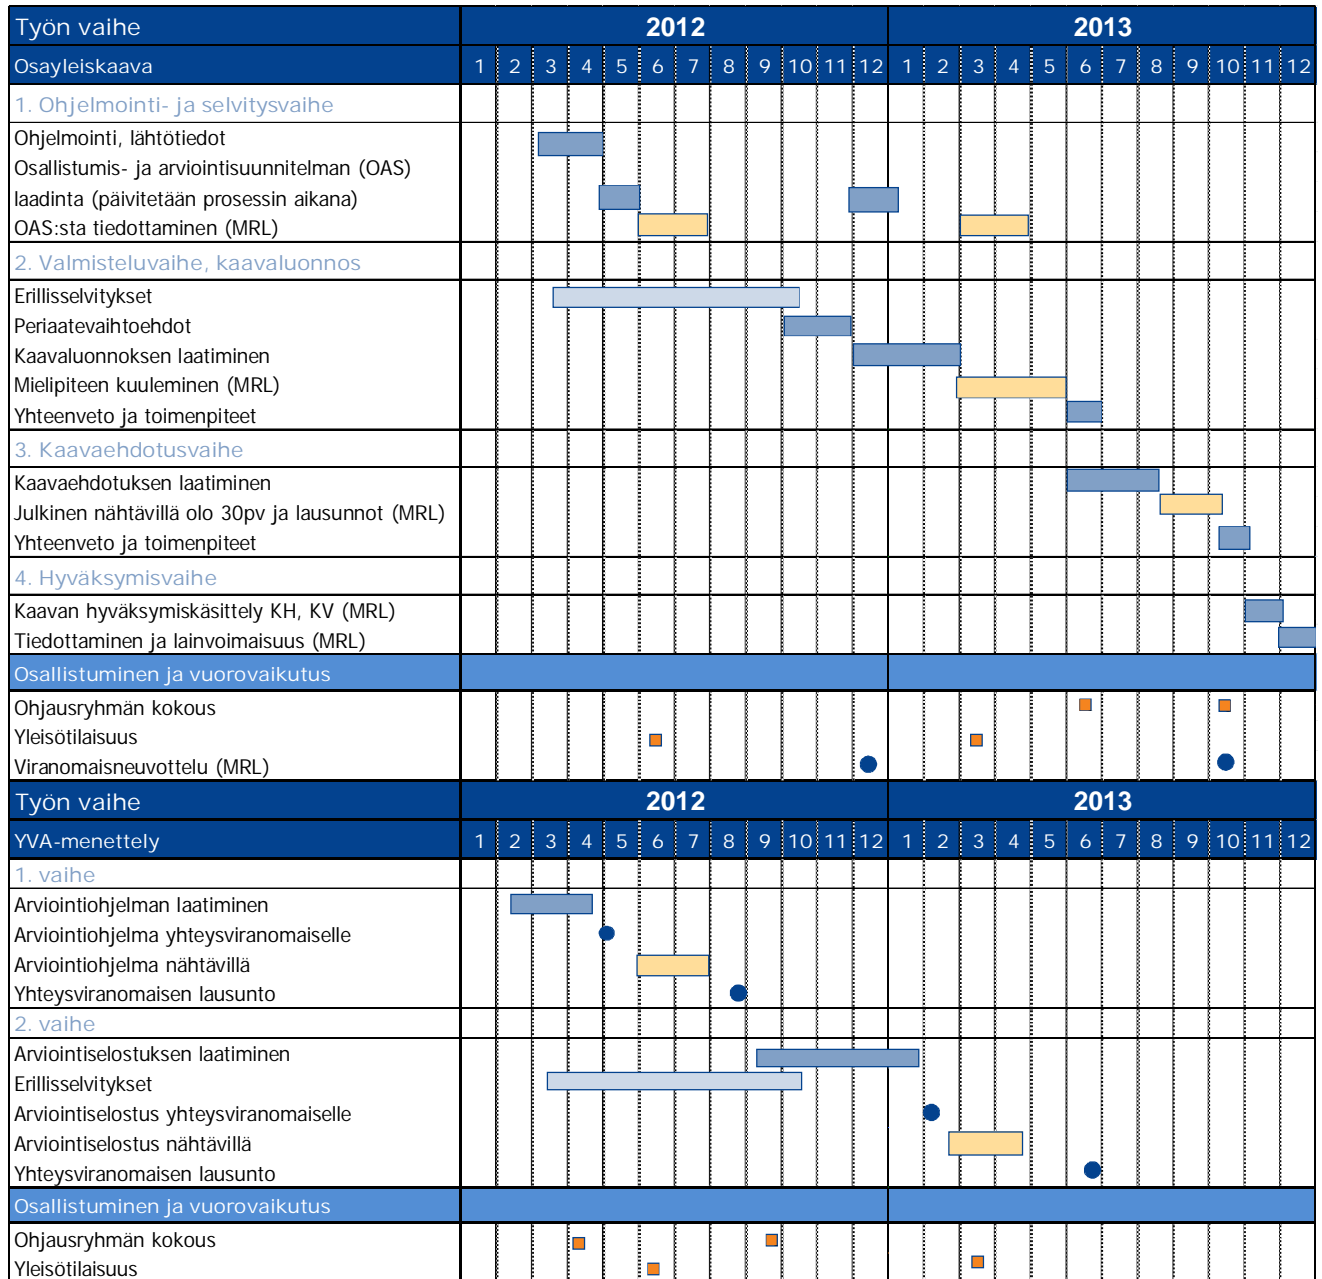 Työn vaihe 2012 2013
Osayleiskaava 1 2 3 4 5 6 7 8 9 10 11 12 1 2 3 4 5 6 7 8 9 10 11 12
1. Ohjelmointi- ja selvitysvaihe
Ohjelmointi, lähtötiedot
Osallistumis- ja arviointisuunnitelman (OAS)
laadinta (päivitetään prosessin aikana)
OAS:sta tiedottaminen (MRL)
2. Valmisteluvaihe, kaavaluonnos
Erillisselvitykset
Periaatevaihtoehdot
Kaavaluonnoksen laatiminen
Mielipiteen kuuleminen (MRL)
Yhteenveto ja toimenpiteet
3. Kaavaehdotusvaihe
Kaavaehdotuksen laatiminen
Julkinen nähtävillä olo 30pv ja lausunnot (MRL)
Yhteenveto ja toimenpiteet
4. Hyväksymisvaihe
Kaavan hyväksymiskäsittely KH, KV (MRL)
Tiedottaminen ja lainvoimaisuus (MRL)
Osallistuminen ja vuorovaikutus
Ohjausryhmän kokous
Yleisötilaisuus
Viranomaisneuvottelu (MRL)
Työn vaihe 2012 2013
YVA-menettely 1 2 3 4 5 6 7 8 9 10 11 12 1 2 3 4 5 6 7 8 9 10 11 12
1. vaihe
Arviointiohjelman laatiminen
Arviointiohjelma yhteysviranomaiselle
Arviointiohjelma nähtävillä
Yhteysviranomaisen lausunto
2. vaihe
Arviointiselostuksen laatiminen
Erillisselvitykset
Arviointiselostus yhteysviranomaiselle
Arviointiselostus nähtävillä
Yhteysviranomaisen lausunto
Osallistuminen ja vuorovaikutus
Ohjausryhmän kokous
Yleisötilaisuus